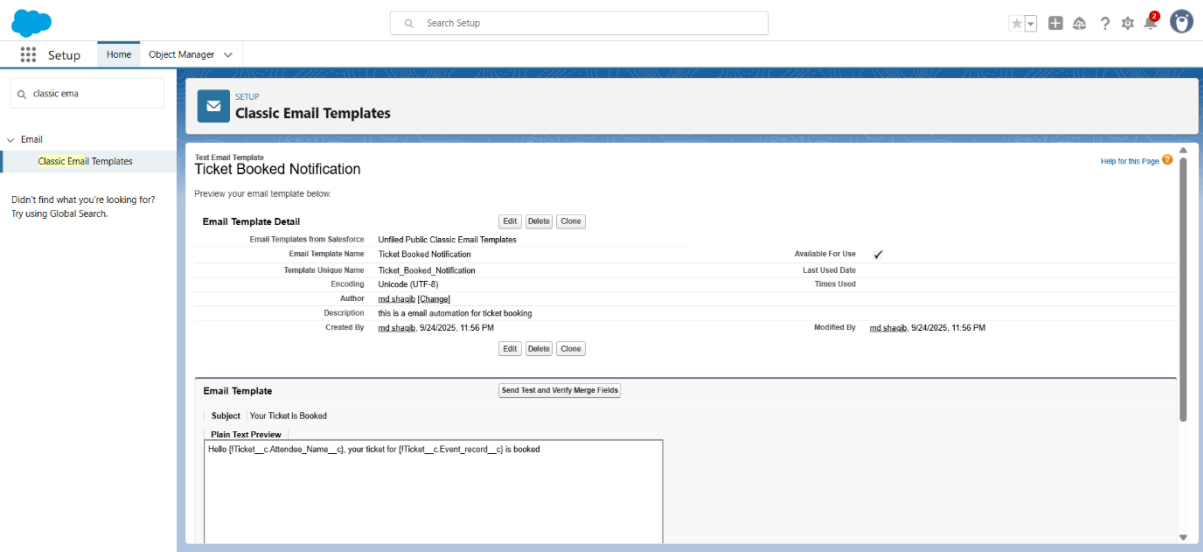 Search Setup
2
Setup
Home
Object Manager
classic ema
Email
Classic Email Templates
Didn't find what you're looking for?
Try using Global Search.
SETUP
Classic Email Templates
Text Email Template
Ticket Booked Notification
Help for this Page
Preview your email template below.
Email Template Detail
Edit Delete Clone
Email Templates from Salesforce Unfiled Public Classic Email Templates
Email Template Name Ticket Booked Notification Available For Use ✓
Template Unique Name Ticket_Booked_Notification Last Used Date
Encoding Unicode (UTF-8) Times Used
Author md shaqib [Change]
Description this is a email automation for ticket booking
Created By md shaqib, 9/24/2025, 11:56 PM Modified By md shaqib, 9/24/2025, 11:56 PM
Edit Delete Clone
Email Template Send Test and Verify Merge Fields
Subject Your Ticket is Booked
Plain Text Preview
Hello {!Ticket__c.Attendee_Name__c}, your ticket for {!Ticket__c.Event_record__c} is booked